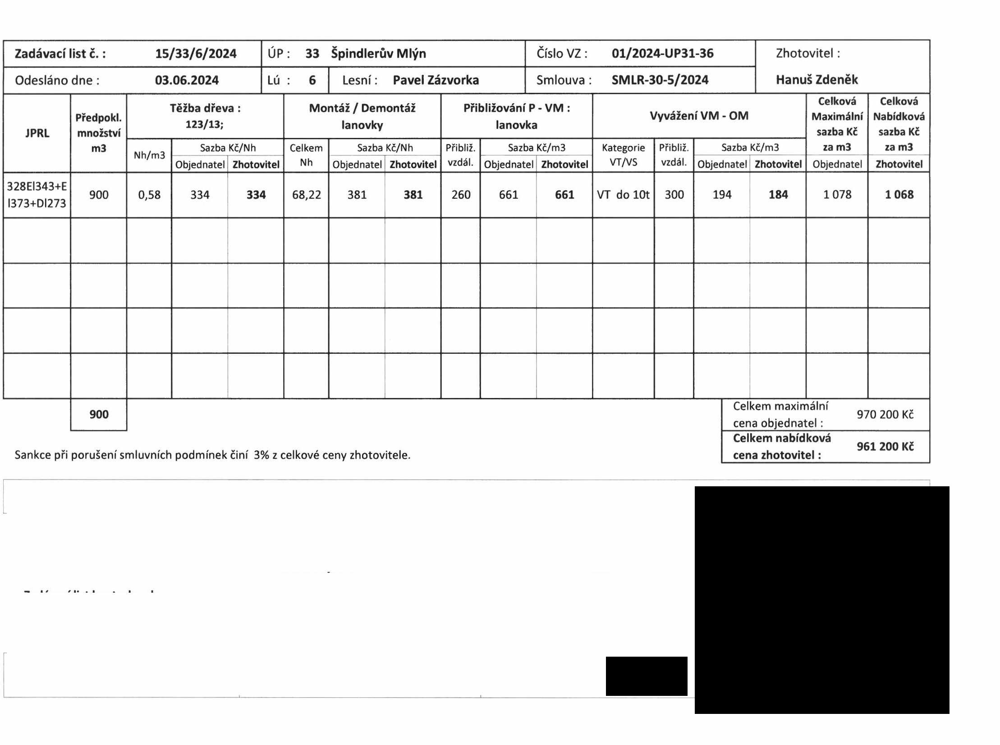 Zadávací list č. : 15/33/6/2024 ÚP : 33 Špindlerův Mlýn Číslo VZ : 01/2024-UP31-36 Zhotovitel :
Odesláno dne : 03.06.2024 Lú : 6 Lesní : Pavel Zázvorka Smlouva : SMLR-30-5/2024 Hanuš Zdeněk
JPRL
Předpokl.
množství
m3
Těžba dřeva :
123/13;
Nh/m3
Sazba Kč/Nh
Objednatel Zhotovitel
Montáž / Demontáž
lanovky
Celkem
Nh
Sazba Kč/Nh
Objednatel Zhotovitel
Přibližování P - VM :
lanovka
Přibliž.
vzdál.
Sazba Kč/m3
Objednatel Zhotovitel
Vyvážení VM - OM
Kategorie
VT/VS
Přibliž.
vzdál.
Sazba Kč/m3
Objednatel Zhotovitel
Celková
Maximální
sazba Kč
za m3
Objednatel
Celková
Nabídková
sazba Kč
za m3
Zhotovitel
328El343+E
l373+Dl273
900 0,58 334 334 68,22 381 381 260 661 661 VT do 10t 300 194 184 1 078 1 068
900
Celkem maximální
cena objednatel :
970 200 Kč
Celkem nabídková
cena zhotovitel :
961 200 Kč
Sankce při porušení smluvních podmínek činí 3% z celkové ceny zhotovitele.